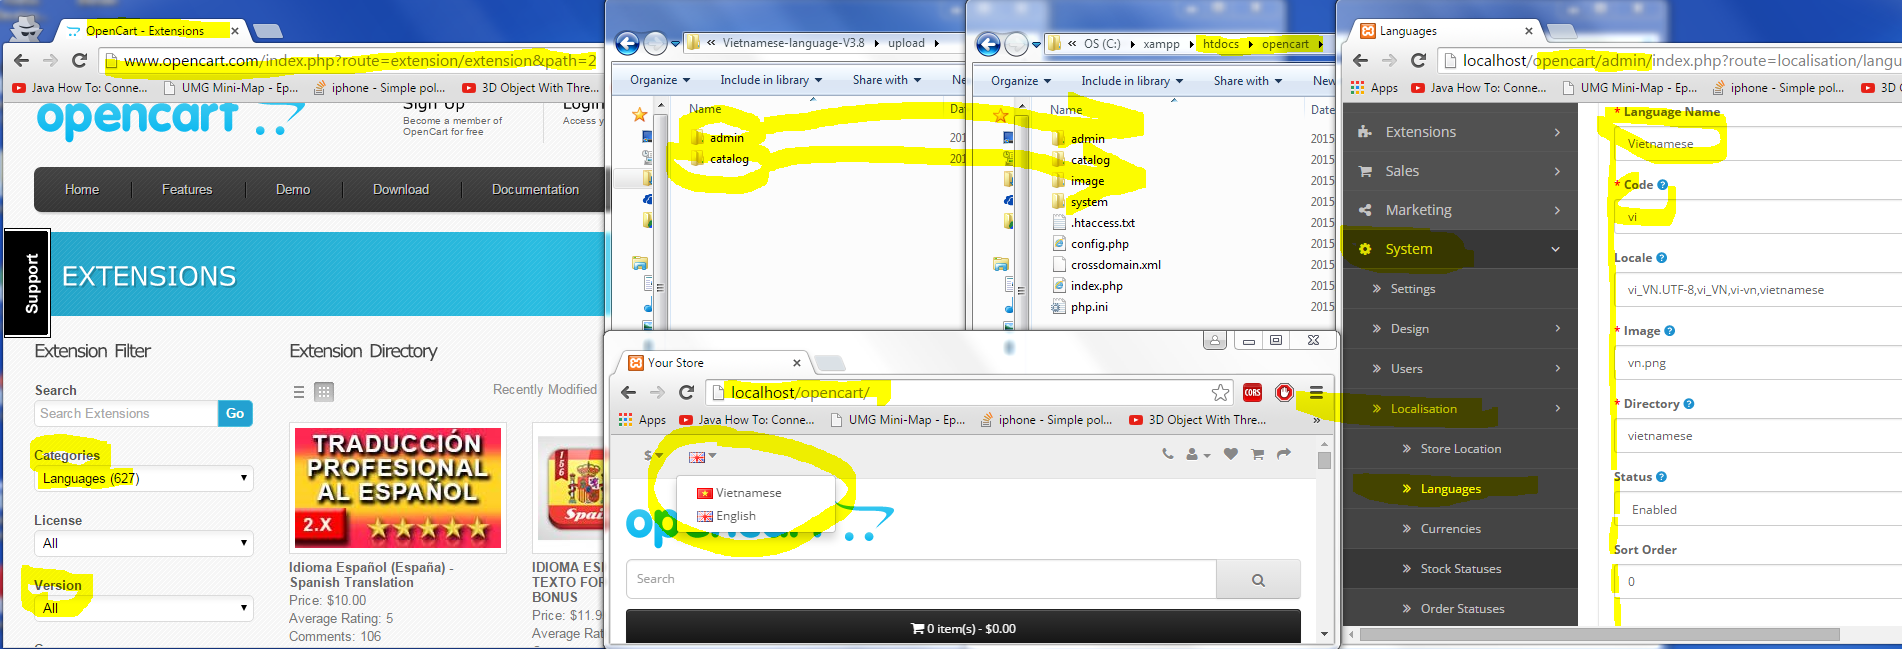 OpenCart - Extensions
www.opencart.com/index.php?route=extension/extension&path=2
Java How To: Conne...
UMG Mini-Map - Ep...
iphone - Simple pol...
3D Object With Thre...
opencart
Sign Up
Become a member of
OpenCart for free
Login
Access y
Home
Features
Demo
Download
Documentation
Support
EXTENSIONS
Extension Filter
Search
Search Extensions
Go
Categories
Languages (627)
License
All
Version
All
Extension Directory
Recently Modified
TRADUCCIÓN
PROFESIONAL
AL ESPAÑOL
2.X
Idioma Español (España) -
Spanish Translation
Price: $10.00
Average Rating: 5
Comments: 106
156
Spai
IDIOMA ES
TEXTO FOR
BONUS
Price: $11.9
Average Rat
« Vietnamese-language-V3.8 upload
Organize
Include in library
Share with
Ne
Name
Da
admin
201
catalog
201
« OS (C:) xampp htdocs opencart
Organize
Include in library
Share with
New
Name
Date
admin
2015
catalog
2015
image
2015
system
2015
.htaccess.txt
2015
config.php
2015
crossdomain.xml
2015
index.php
2015
php.ini
2015
Your Store
localhost/opencart/
CORS
Apps
Java How To: Conne...
UMG Mini-Map - Ep...
iphone - Simple pol...
3D Object With Thre...
»
$
Vietnamese
English
opencart
Search
0 item(s) - $0.00
Languages
localhost/opencart/admin/index.php?route=localisation/langu
Apps
Java How To: Conne...
UMG Mini-Map - Ep...
iphone - Simple pol...
3D
Extensions
Sales
Marketing
System
Settings
Design
Users
Localisation
Store Location
Languages
Currencies
Stock Statuses
Order Statuses
* Language Name
Vietnamese
* Code
vi
Locale
vi_VN.UTF-8,vi_VN,vi-vn,vietnamese
* Image
vn.png
* Directory
vietnamese
Status
Enabled
Sort Order
0